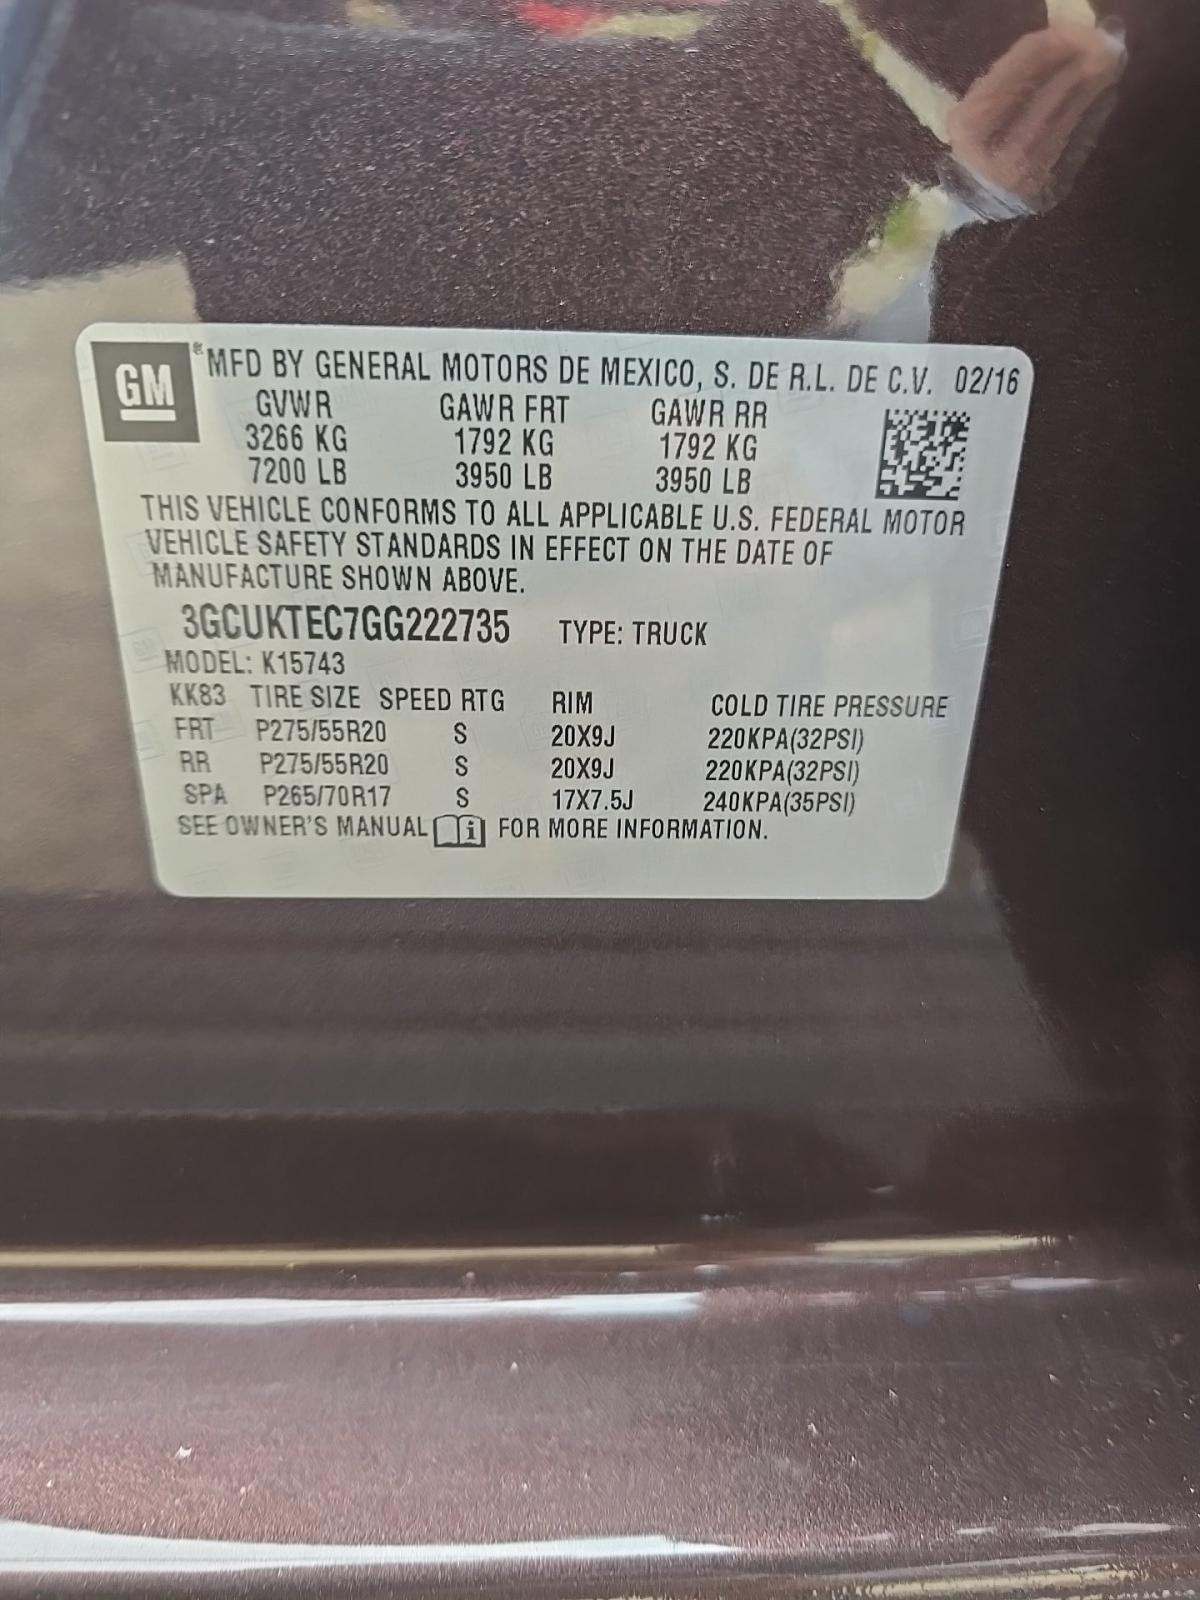 GM
® MFD BY GENERAL MOTORS DE MEXICO, S. DE R.L. DE C.V. 02/16
GVWR GAWR FRT GAWR RR
3266 KG 1792 KG 1792 KG
7200 LB 3950 LB 3950 LB
THIS VEHICLE CONFORMS TO ALL APPLICABLE U.S. FEDERAL MOTOR
VEHICLE SAFETY STANDARDS IN EFFECT ON THE DATE OF
MANUFACTURE SHOWN ABOVE.
3GCUKTEC7GG222735 TYPE: TRUCK
MODEL: K15743
KK83 TIRE SIZE SPEED RTG RIM COLD TIRE PRESSURE
FRT P275/55R20 S 20X9J 220KPA(32PSI)
RR P275/55R20 S 20X9J 220KPA(32PSI)
SPA P265/70R17 S 17X7.5J 240KPA(35PSI)
SEE OWNER'S MANUAL i FOR MORE INFORMATION.